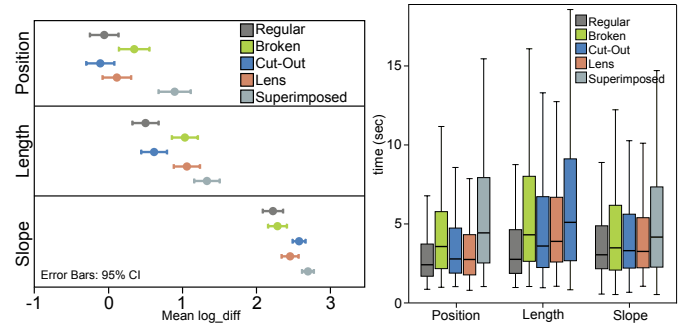 Position
Length
Slope
Regular
Broken
Cut-Out
Lens
Superimposed
Error Bars: 95% CI
-1 0 1 2 3
Mean log_diff
time (sec)
15
10
5
0
Regular
Broken
Cut-Out
Lens
Superimposed
Position Length Slope